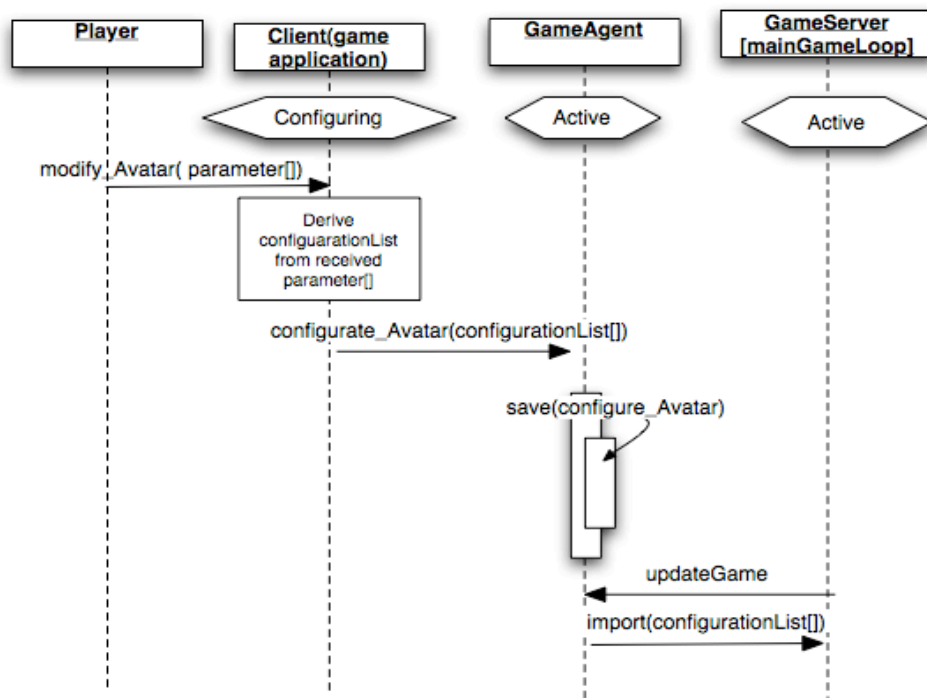 Player
Client(game
application)
GameAgent
GameServer
[mainGameLoop]
Configuring
Active
Active
modify_Avatar( parameter[])
Derive
configuarationList
from received
parameter[]
configurate_Avatar(configurationList[])
save(configure_Avatar)
updateGame
import(configurationList[])